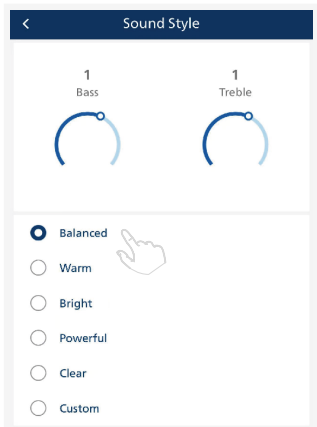 Sound Style
1 1
Bass Treble
Balanced
Warm
Bright
Powerful
Clear
Custom